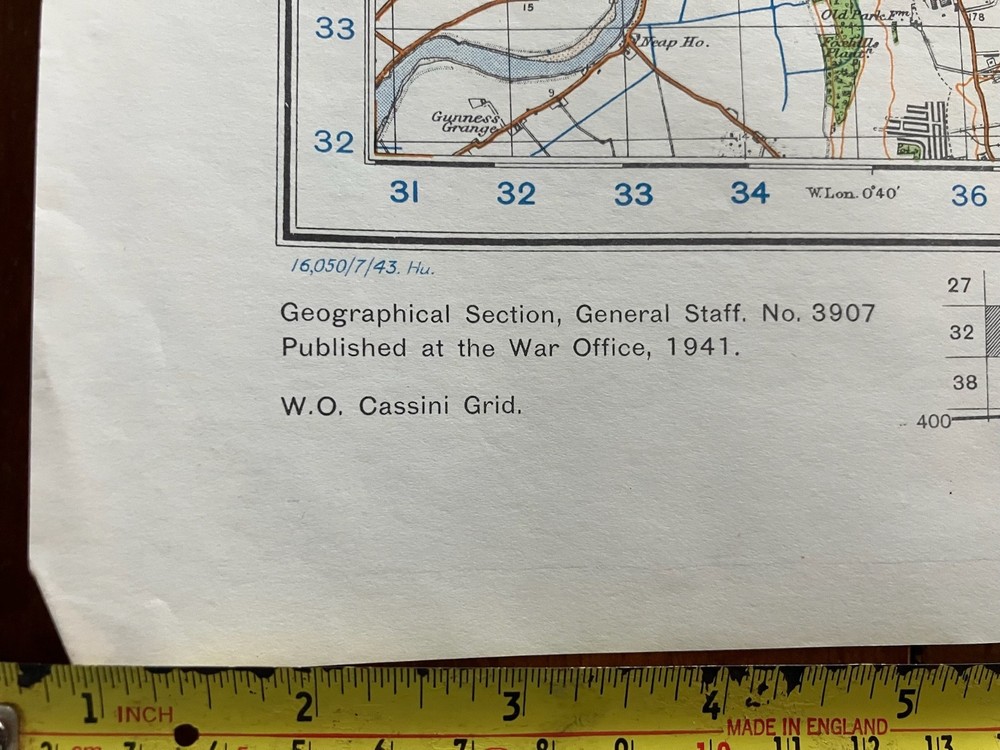 15
Old Park Fm
178
33
Neap Ho.
9
Gunness
Grange
32
31 32 33 34 W. Lon. 0°40' 36
16,050/7/43. Hu.
27
Geographical Section, General Staff. No. 3907
32
Published at the War Office, 1941.
38
W.O. Cassini Grid.
400
1 INCH 2 3 4 5
MADE IN ENGLAND